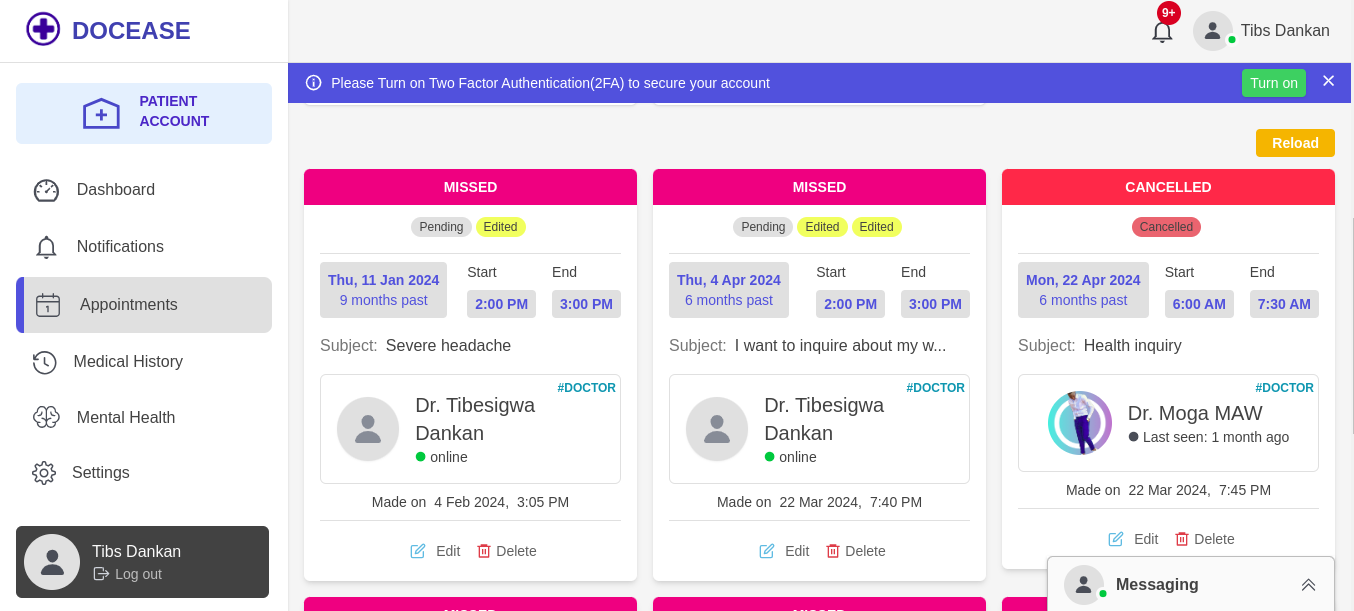 DOCEASE
9+
Tibs Dankan
Please Turn on Two Factor Authentication(2FA) to secure your account
Turn on
PATIENT
ACCOUNT
Dashboard
Notifications
1
Appointments
Medical History
Mental Health
Settings
Tibs Dankan
Log out
Reload
MISSED
Pending Edited
Thu, 11 Jan 2024
9 months past
Start End
2:00 PM 3:00 PM
Subject: Severe headache
#DOCTOR
Dr. Tibesigwa
Dankan
online
Made on 4 Feb 2024, 3:05 PM
Edit Delete
MISSED
Pending Edited Edited
Thu, 4 Apr 2024
6 months past
Start End
2:00 PM 3:00 PM
Subject: I want to inquire about my w...
#DOCTOR
Dr. Tibesigwa
Dankan
online
Made on 22 Mar 2024, 7:40 PM
Edit Delete
CANCELLED
Cancelled
Mon, 22 Apr 2024
6 months past
Start End
6:00 AM 7:30 AM
Subject: Health inquiry
#DOCTOR
Dr. Moga MAW
Last seen: 1 month ago
Made on 22 Mar 2024, 7:45 PM
Edit Delete
MISSED
MISSED
Messaging